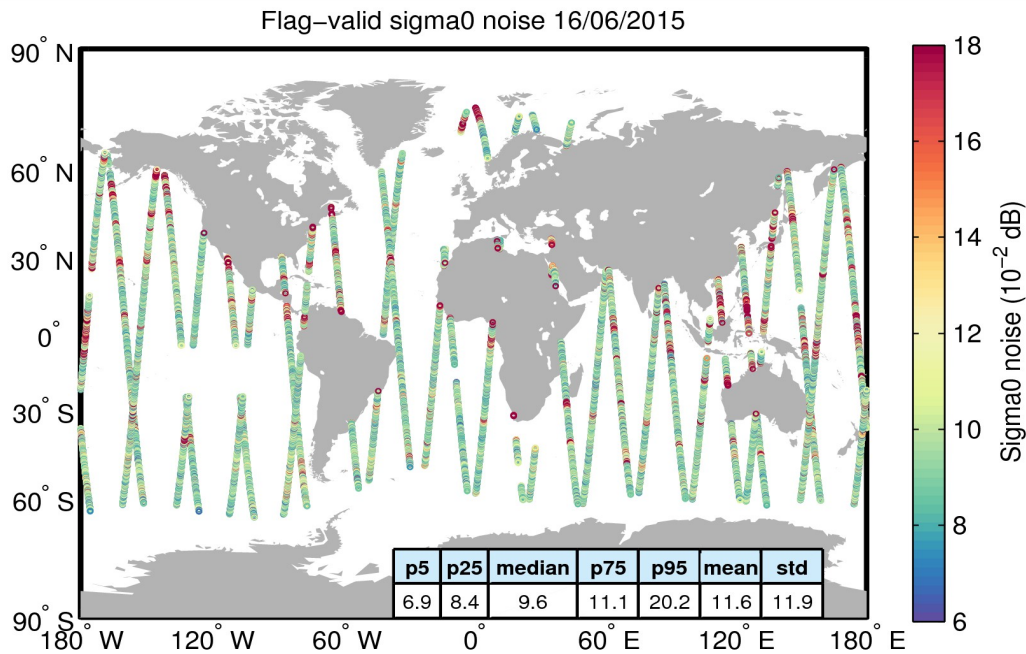 Flag−valid sigma0 noise 16/06/2015
90° N
60° N
30° N
0°
30° S
60° S
90° S
180° W
120° W
60° W
0°
60° E
120° E
180° E
p5 p25 median p75 p95 mean std
6.9 8.4 9.6 11.1 20.2 11.6 11.9
18
16
14
12
10
8
6
Sigma0 noise (10⁻² dB)